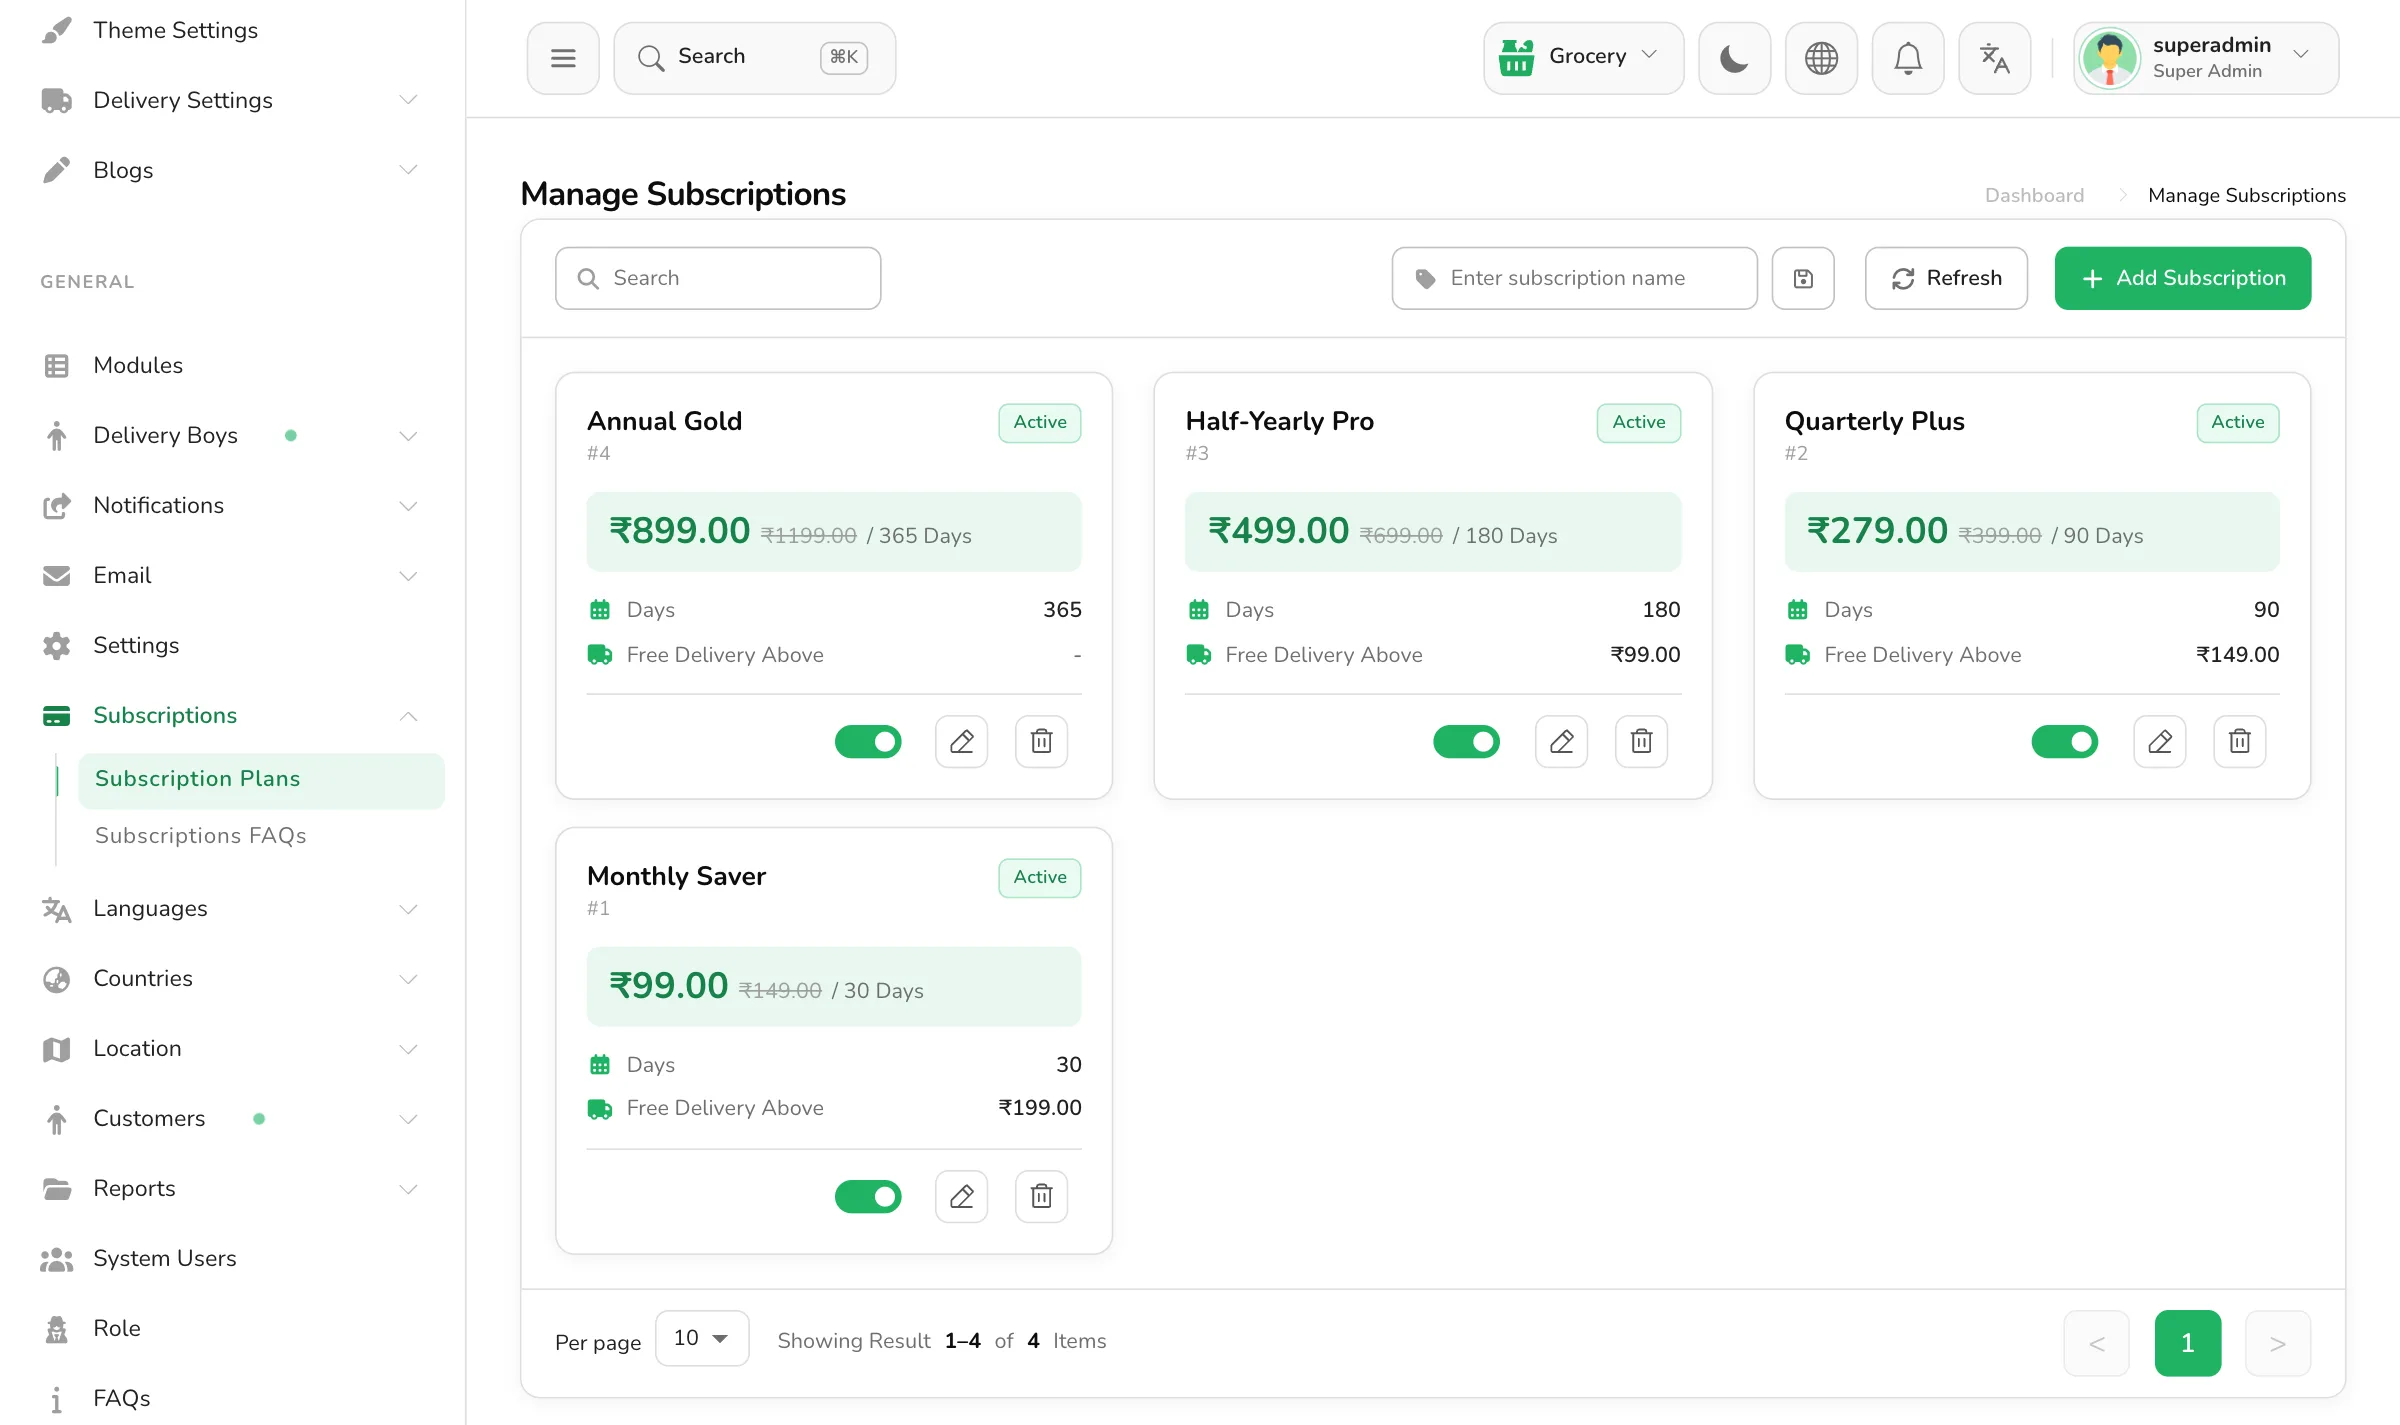 Theme Settings
Delivery Settings
Blogs
GENERAL
Modules
Delivery Boys
Notifications
Email
Settings
Subscriptions
Subscription Plans
Subscriptions FAQs
Languages
Countries
Location
Customers
Reports
System Users
Role
FAQs
Search ⌘K
Grocery
superadmin
Super Admin
Manage Subscriptions
Dashboard > Manage Subscriptions
Search
Enter subscription name
Refresh
+ Add Subscription
Annual Gold Active
#4
₹899.00 ₹1199.00 / 365 Days
Days 365
Free Delivery Above -
Half-Yearly Pro Active
#3
₹499.00 ₹699.00 / 180 Days
Days 180
Free Delivery Above ₹99.00
Quarterly Plus Active
#2
₹279.00 ₹399.00 / 90 Days
Days 90
Free Delivery Above ₹149.00
Monthly Saver Active
#1
₹99.00 ₹149.00 / 30 Days
Days 30
Free Delivery Above ₹199.00
Per page 10 Showing Result 1–4 of 4 Items
< 1 >